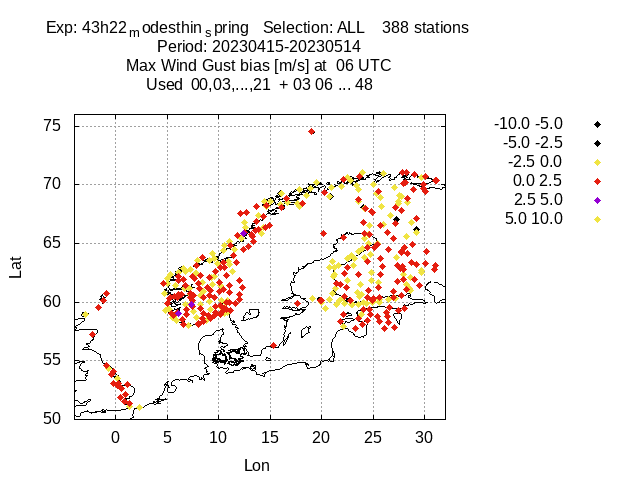 Exp: 43h22modesthinspring Selection: ALL 388 stations
Period: 20230415-20230514
Max Wind Gust bias [m/s] at 06 UTC
Used 00,03,...,21 + 03 06 ... 48
-10.0 -5.0
-5.0 -2.5
-2.5 0.0
0.0 2.5
2.5 5.0
5.0 10.0
75
70
65
60
55
50
Lat
0 5 10 15 20 25 30
Lon